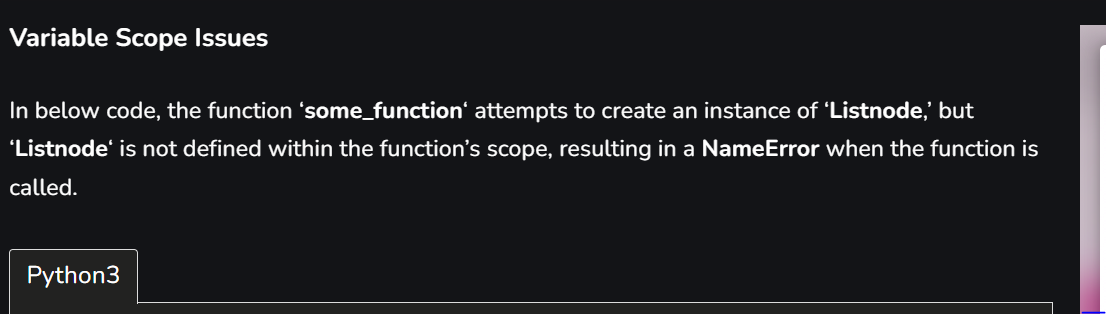 Variable Scope Issues
In below code, the function ‘some_function‘ attempts to create an instance of ‘Listnode,’ but
‘Listnode‘ is not defined within the function’s scope, resulting in a NameError when the function is
called.
Python3